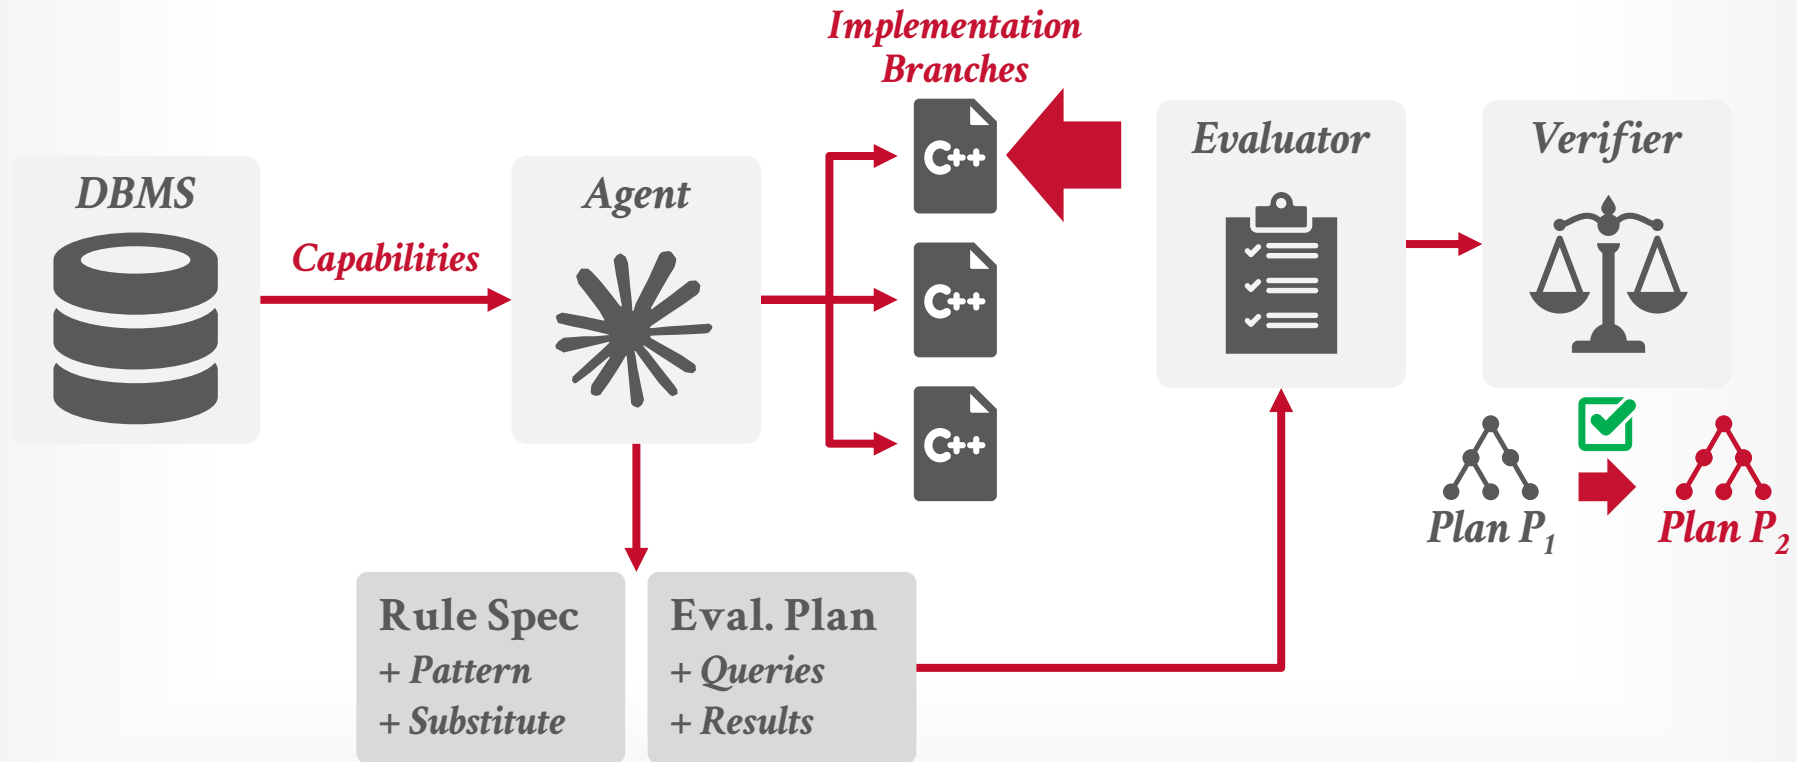 Implementation
Branches
DBMS
Capabilities
Agent
C++
C++
C++
Evaluator
Verifier
Plan P1
Plan P2
Rule Spec
+ Pattern
+ Substitute
Eval. Plan
+ Queries
+ Results